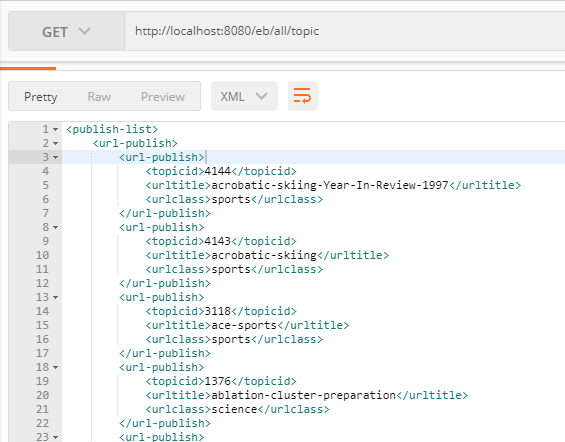 GET http://localhost:8080/eb/all/topic
Pretty Raw Preview XML
1 <publish-list>
2 <url-publish>
3 <url-publish>
4 <topicid>4144</topicid>
5 <urltitle>acrobatic-skiing-Year-In-Review-1997</urltitle>
6 <urlclass>sports</urlclass>
7 </url-publish>
8 <url-publish>
9 <topicid>4143</topicid>
10 <urltitle>acrobatic-skiing</urltitle>
11 <urlclass>sports</urlclass>
12 </url-publish>
13 <url-publish>
14 <topicid>3118</topicid>
15 <urltitle>ace-sports</urltitle>
16 <urlclass>sports</urlclass>
17 </url-publish>
18 <url-publish>
19 <topicid>1376</topicid>
20 <urltitle>ablation-cluster-preparation</urltitle>
21 <urlclass>science</urlclass>
22 </url-publish>
23 <url-publish>